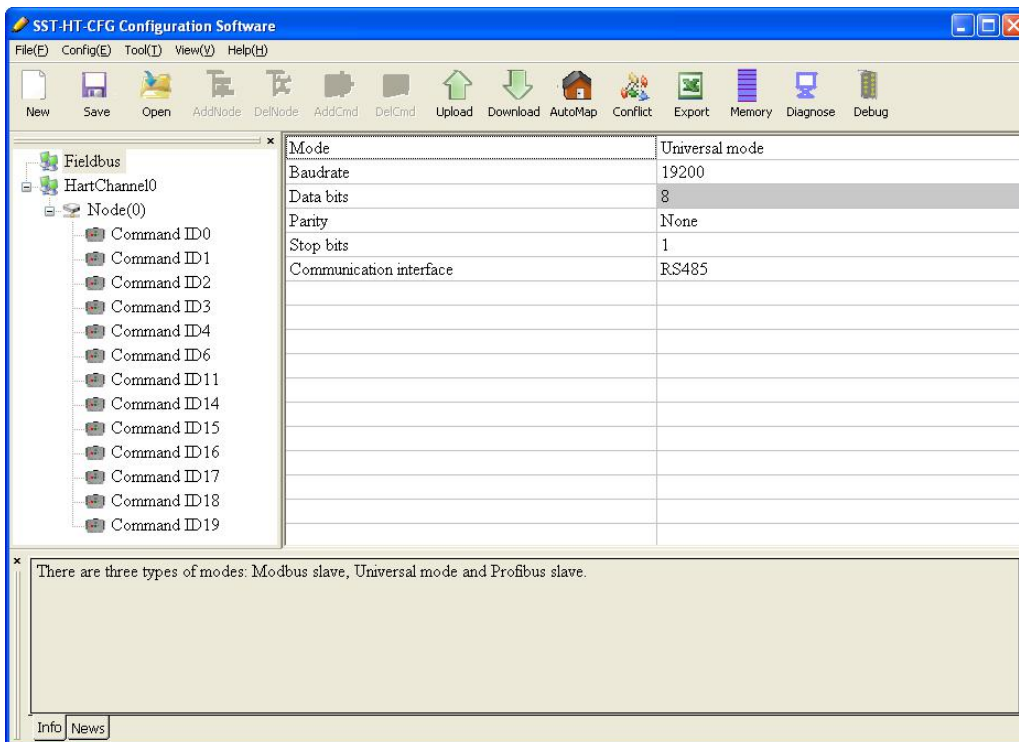 SST-HT-CFG Configuration Software
File(F) Config(E) Tool(T) View(V) Help(H)
New Save Open AddNode DelNode AddCmd DelCmd Upload Download AutoMap Conflict Export Memory Diagnose Debug
Fieldbus
HartChannel0
Node(0)
Command ID0
Command ID1
Command ID2
Command ID3
Command ID4
Command ID6
Command ID11
Command ID14
Command ID15
Command ID16
Command ID17
Command ID18
Command ID19
Mode Universal mode
Baudrate 19200
Data bits 8
Parity None
Stop bits 1
Communication interface RS485
There are three types of modes: Modbus slave, Universal mode and Profibus slave.
Info News